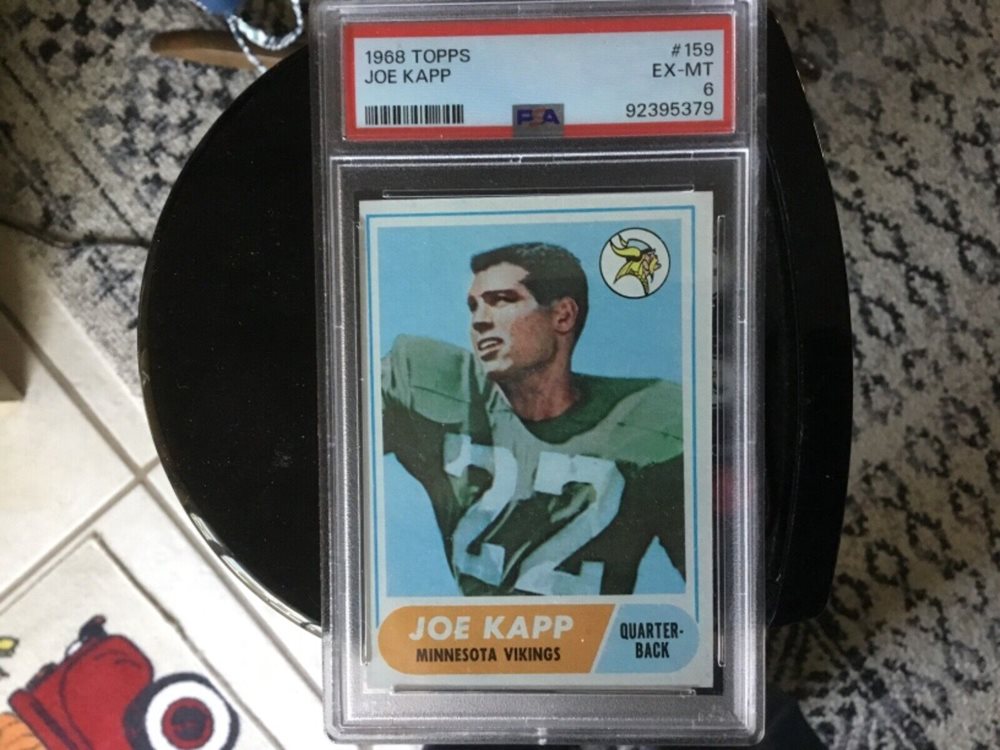 1968 TOPPS #159
JOE KAPP EX-MT
6
PSA 92395379
22
JOE KAPP
MINNESOTA VIKINGS
QUARTER-
BACK